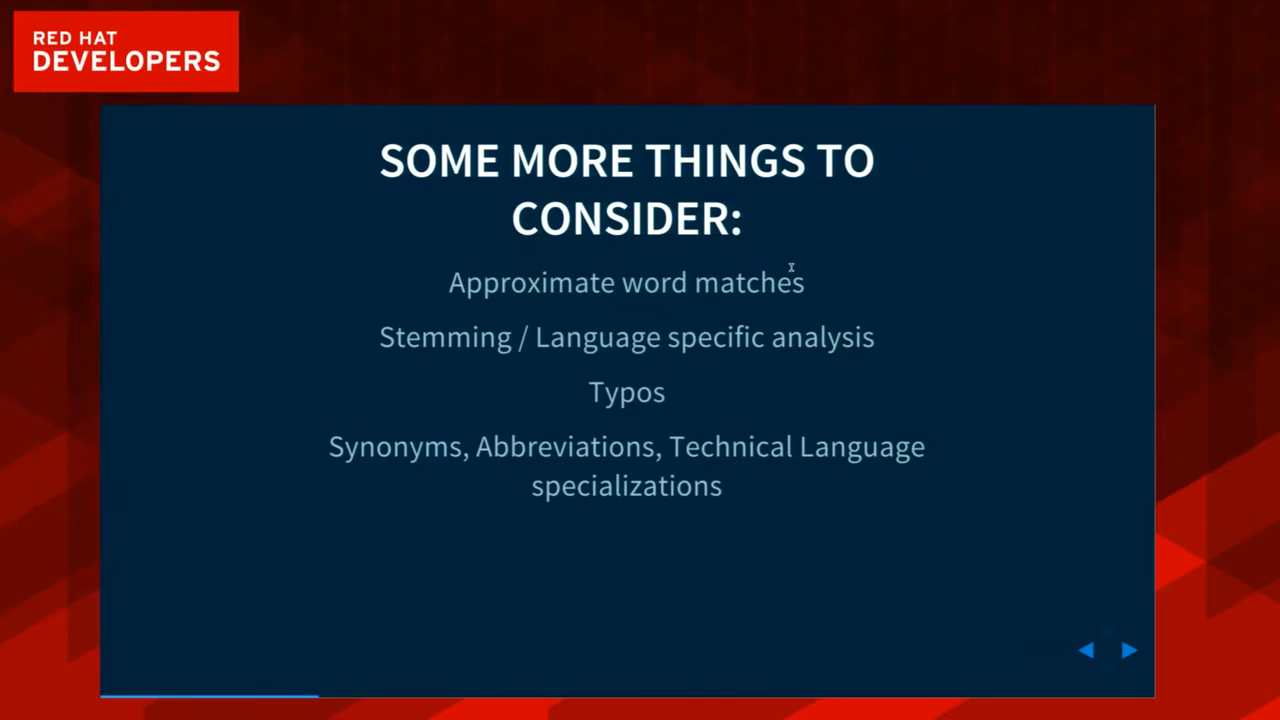 RED HAT
DEVELOPERS
SOME MORE THINGS TO
CONSIDER:
Approximate word matches
Stemming / Language specific analysis
Typos
Synonyms, Abbreviations, Technical Language
specializations